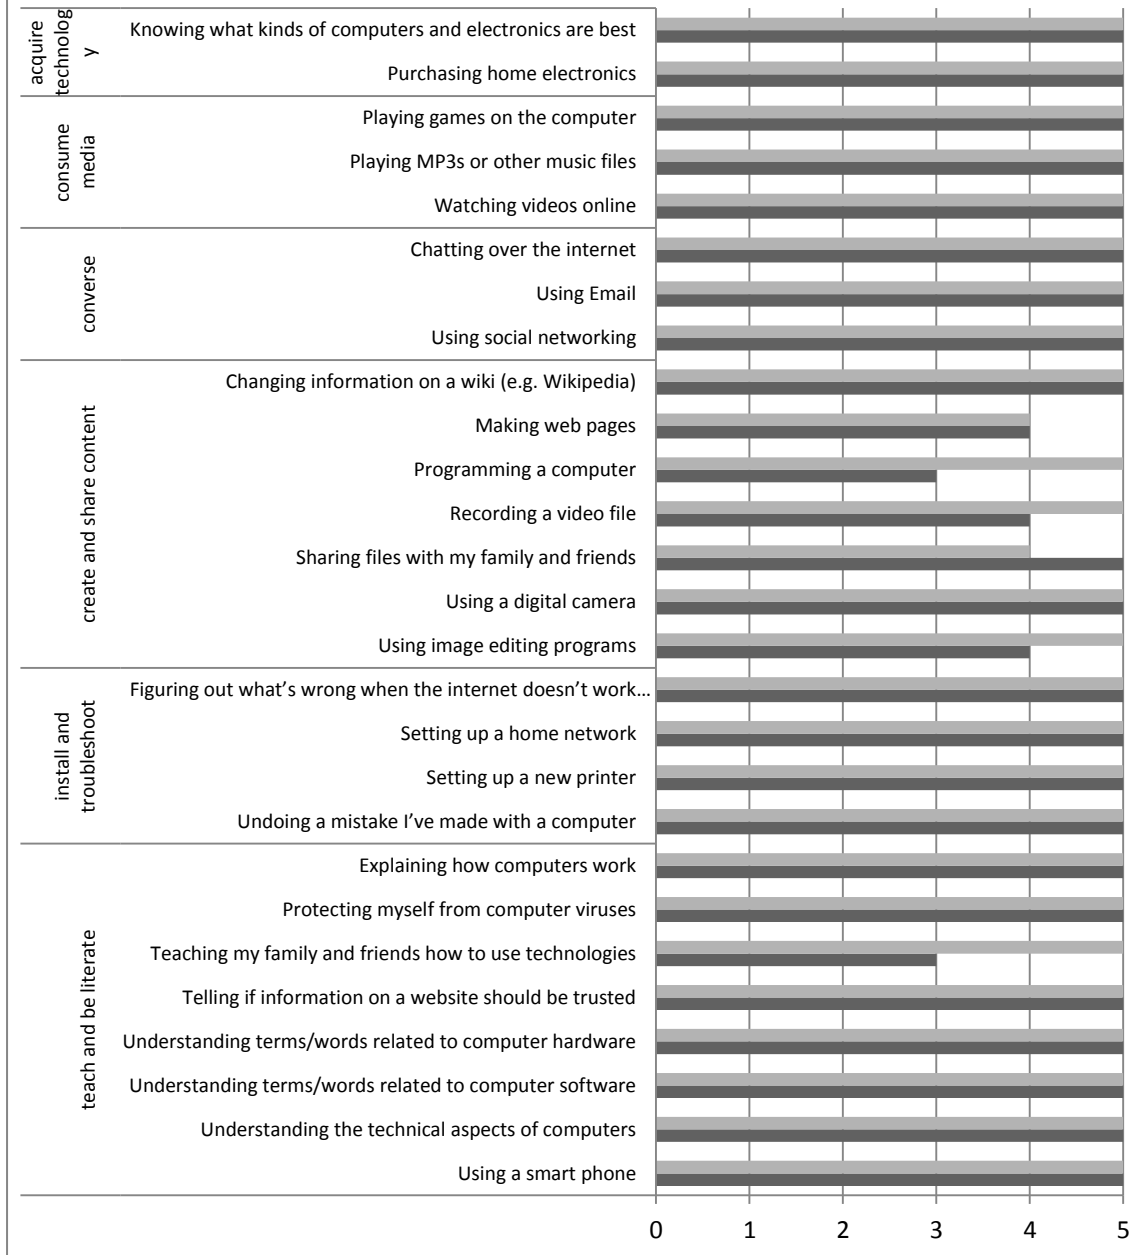 acquire
technolog
y
Knowing what kinds of computers and electronics are best
Purchasing home electronics
consume
media
Playing games on the computer
Playing MP3s or other music files
Watching videos online
converse
Chatting over the internet
Using Email
Using social networking
create and share content
Changing information on a wiki (e.g. Wikipedia)
Making web pages
Programming a computer
Recording a video file
Sharing files with my family and friends
Using a digital camera
Using image editing programs
install and
troubleshoot
Figuring out what’s wrong when the internet doesn’t work…
Setting up a home network
Setting up a new printer
Undoing a mistake I’ve made with a computer
teach and be literate
Explaining how computers work
Protecting myself from computer viruses
Teaching my family and friends how to use technologies
Telling if information on a website should be trusted
Understanding terms/words related to computer hardware
Understanding terms/words related to computer software
Understanding the technical aspects of computers
Using a smart phone
0 1 2 3 4 5